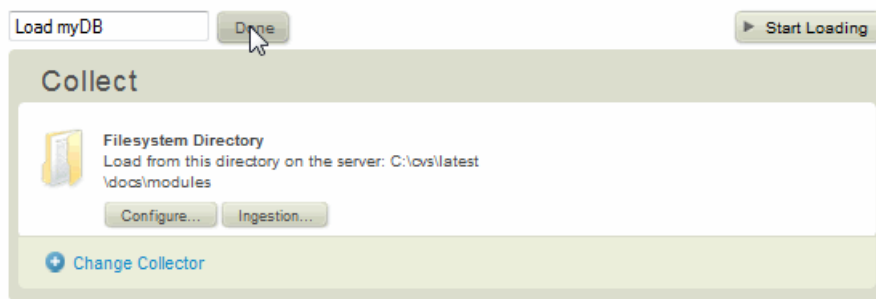 Load myDB
Done
Start Loading
Collect
Filesystem Directory
Load from this directory on the server: C:\cvs\latest
\docs\modules
Configure...
Ingestion...
Change Collector